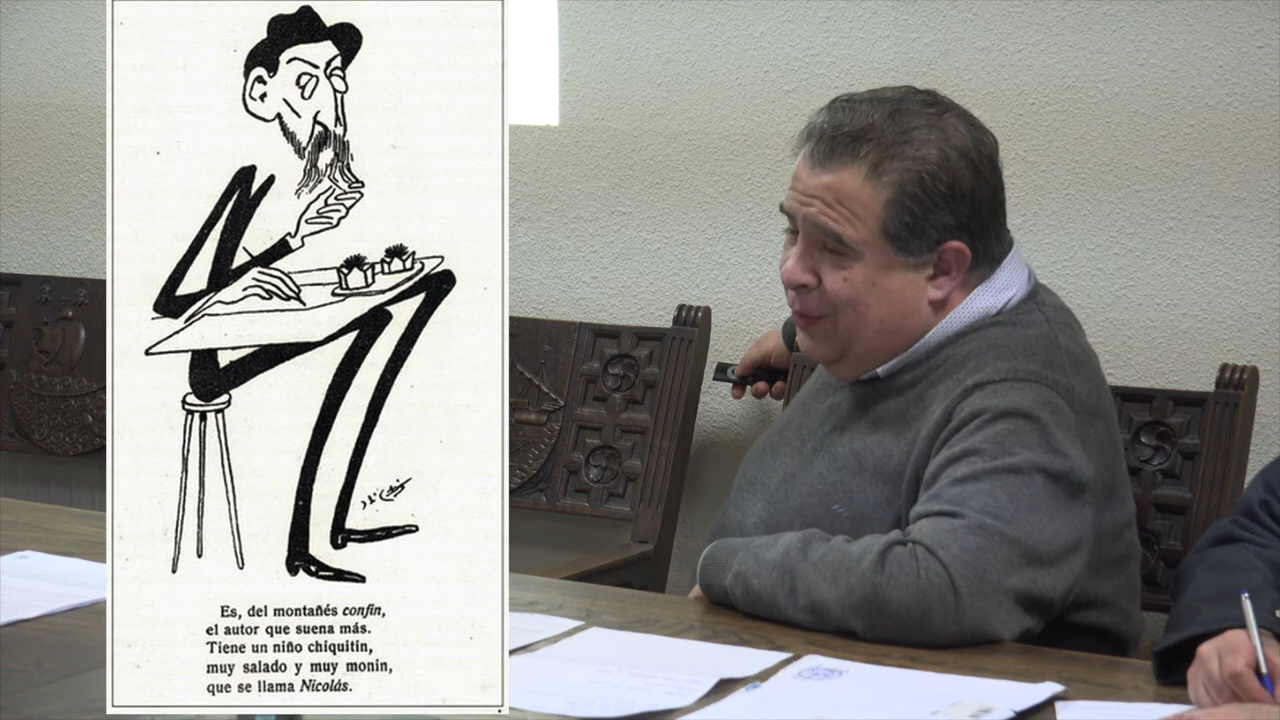 Es, del montañés confín,
el autor que suena más.
Tiene un niño chiquitín,
muy salado y muy monín,
que se llama Nicolás.